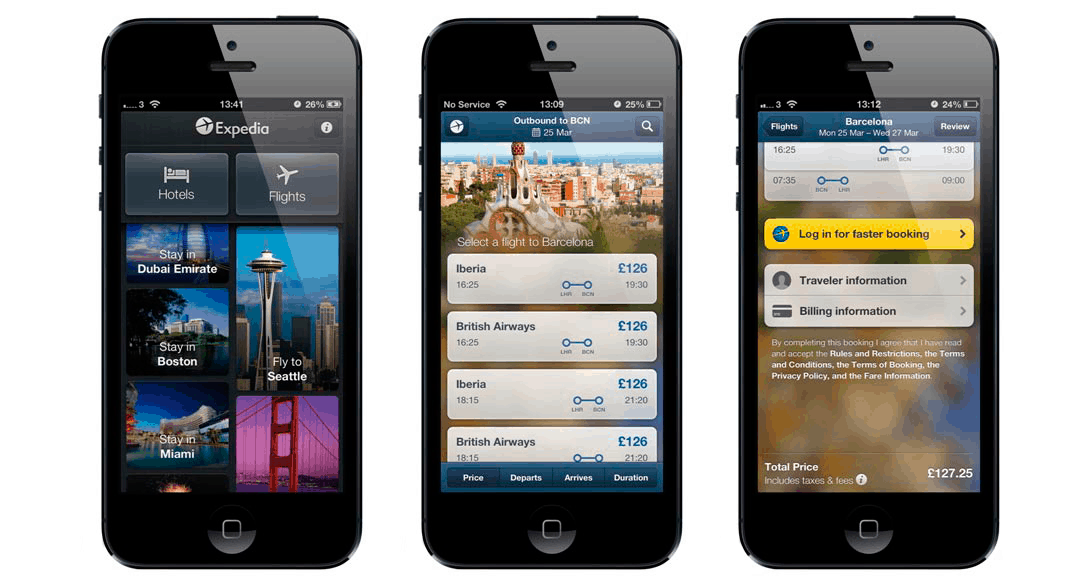 3 13:41 26%
Expedia
Hotels Flights
Stay in
Dubai Emirate
Stay in
Boston
Fly to
Seattle
Stay in
Miami
No Service 13:09 25%
Outbound to BCN
25 Mar
Select a flight to Barcelona
Iberia £126
16:25 19:30
LHR BCN
British Airways £126
16:25 19:30
LHR BCN
Iberia £126
18:15 21:20
LHR BCN
British Airways £126
18:15 21:20
Price Departs Arrives Duration
3 13:12 24%
Flights Barcelona Review
Mon 25 Mar – Wed 27 Mar
16:25 19:30
LHR BCN
07:35 09:00
BCN LHR
Log in for faster booking
Traveler information
Billing information
By completing this booking I agree that I have read
and accept the Rules and Restrictions, the Terms
and Conditions, the Terms of Booking, the
Privacy Policy, and the Fare Information.
Total Price £127.25
Includes taxes & fees